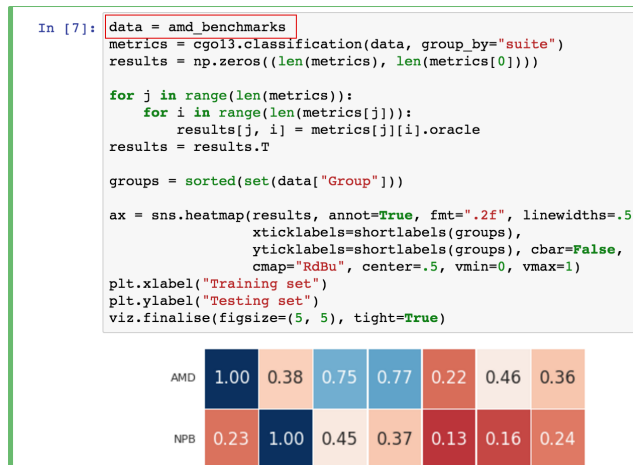 In [7]:
data = amd_benchmarks
metrics = cgo13.classification(data, group_by="suite")
results = np.zeros((len(metrics), len(metrics[0])))
for j in range(len(metrics)):
    for i in range(len(metrics[j])):
        results[j, i] = metrics[j][i].oracle
results = results.T
groups = sorted(set(data["Group"]))
ax = sns.heatmap(results, annot=True, fmt=".2f", linewidths=.5
                 xticklabels=shortlabels(groups),
                 yticklabels=shortlabels(groups), cbar=False,
                 cmap="RdBu", center=.5, vmin=0, vmax=1)
plt.xlabel("Training set")
plt.ylabel("Testing set")
viz.finalise(figsize=(5, 5), tight=True)
AMD 1.00 0.38 0.75 0.77 0.22 0.46 0.36
NPB 0.23 1.00 0.45 0.37 0.13 0.16 0.24